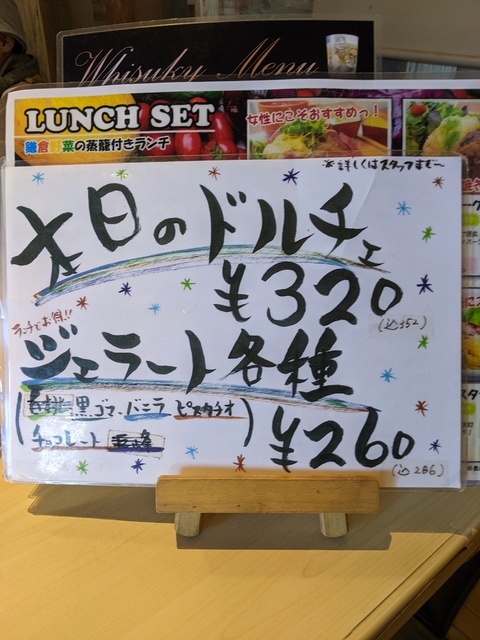 Whisuky Menu
LUNCH SET
鎌倉野菜の蒸籠付きランチ
女性にこそおすすめっ！
※詳しくはスタッフまで〜
本日のドルチェ
¥320
(込352)
ランチでお得!!
ジェラート各種
黒ゴマ、バニラ ピスタチオ
チョコレート
¥260
(込286)